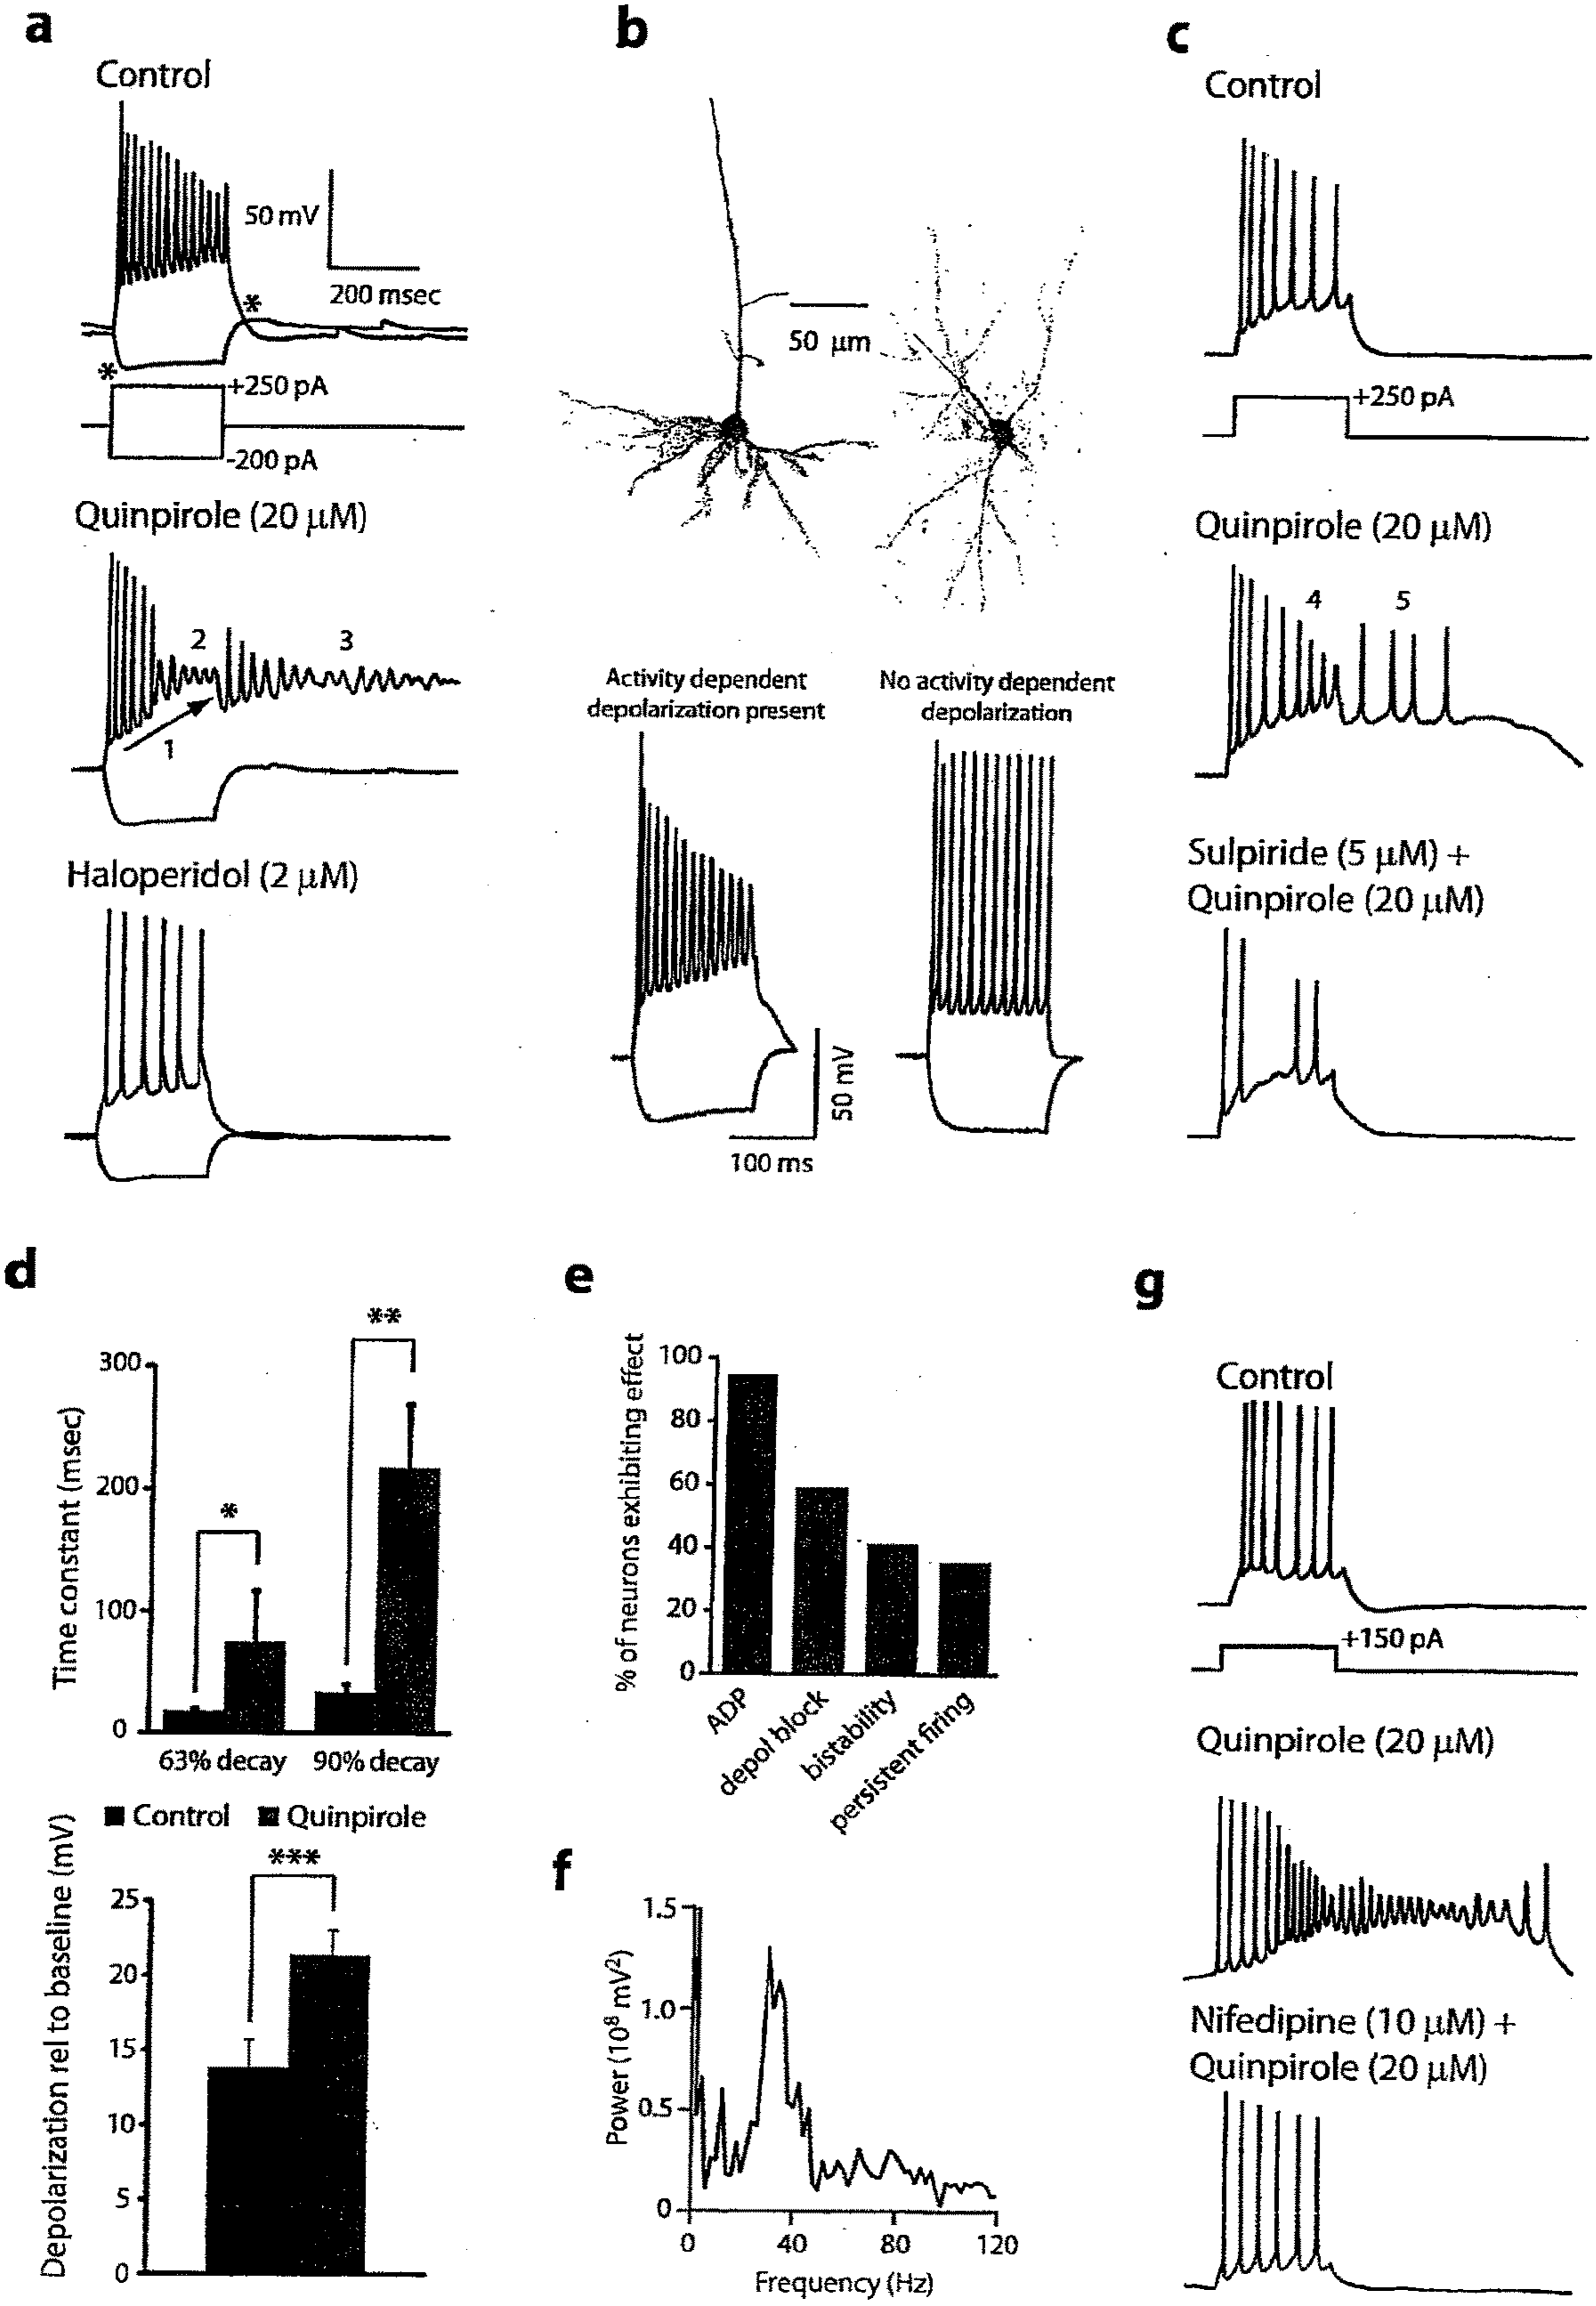 a
Control
50 mV
200 msec
*
*
+250 pA
-200 pA
Quinpirole (20 μM)
2
3
1
Haloperidol (2 μM)
b
50 μm
Activity dependent
depolarization present
No activity dependent
depolarization
50 mV
100 ms
c
Control
+250 pA
Quinpirole (20 μM)
4
5
Sulpiride (5 μM) +
Quinpirole (20 μM)
d
**
*
300
200
100
0
Time constant (msec)
63% decay
90% decay
Control
Quinpirole
***
25
20
15
10
5
0
Depolarization rel to baseline (mV)
e
% of neurons exhibiting effect
100
80
60
40
20
0
ADP
depol block
bistability
persistent firing
f
1.5
1.0
0.5
0
Power (10⁸ mV²)
0
40
80
120
Frequency (Hz)
g
Control
+150 pA
Quinpirole (20 μM)
Nifedipine (10 μM) +
Quinpirole (20 μM)